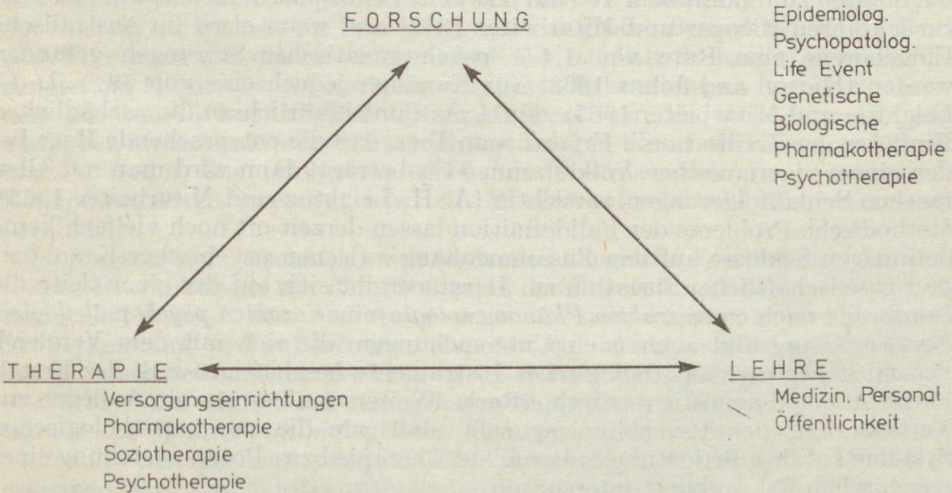 FORSCHUNG
Epidemiolog.
Psychopatolog.
Life Event
Genetische
Biologische
Pharmakotherapie
Psychotherapie
THERAPIE
Versorgungseinrichtungen
Pharmakotherapie
Soziotherapie
Psychotherapie
LEHRE
Medizin. Personal
Öffentlichkeit